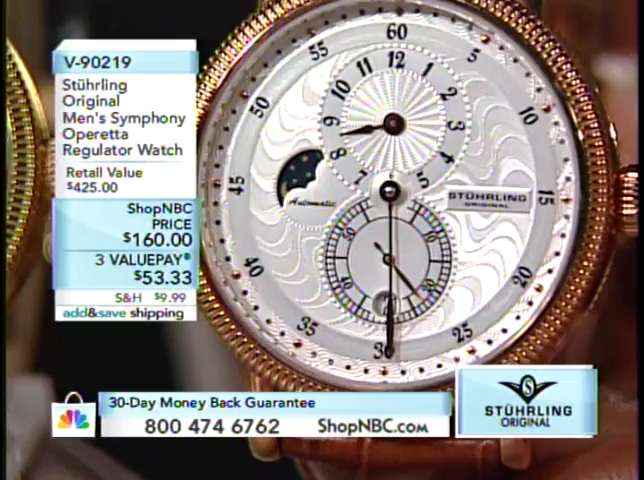 V-90219
Stührling
Original
Men's Symphony
Operetta
Regulator Watch
Retail Value
$425.00
ShopNBC
PRICE
$160.00
3 VALUEPAY®
$53.33
S&H $9.99
add&save shipping
60
5
10
15
20
25
30
35
40
45
50
55
12
1
2
3
4
5
7
8
9
10
11
Automatic
STÜHRLING
ORIGINAL
30-Day Money Back Guarantee
800 474 6762 ShopNBC.com
S
STÜHRLING
ORIGINAL